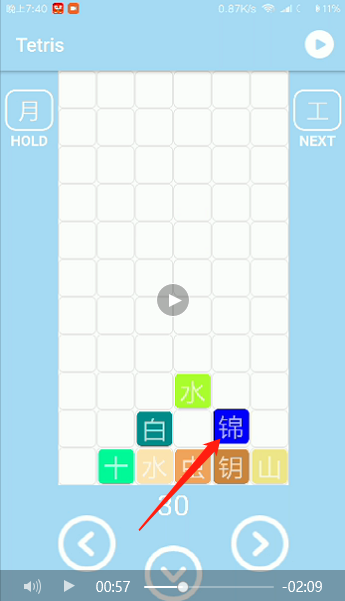 晚上7:40 0.87K/s 11%
Tetris
月 工
HOLD NEXT
水
白 锦
十 水 虫 钥 山
30
00:57 -02:09